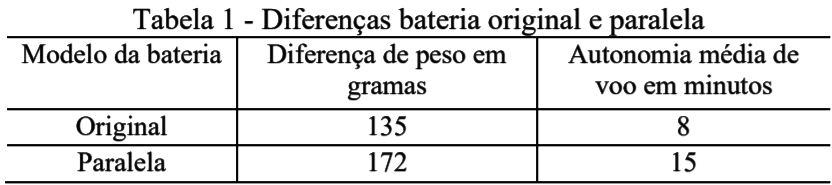 Tabela 1 - Diferenças bateria original e paralela
Modelo da bateria Diferença de peso em gramas Autonomia média de voo em minutos
Original 135 8
Paralela 172 15